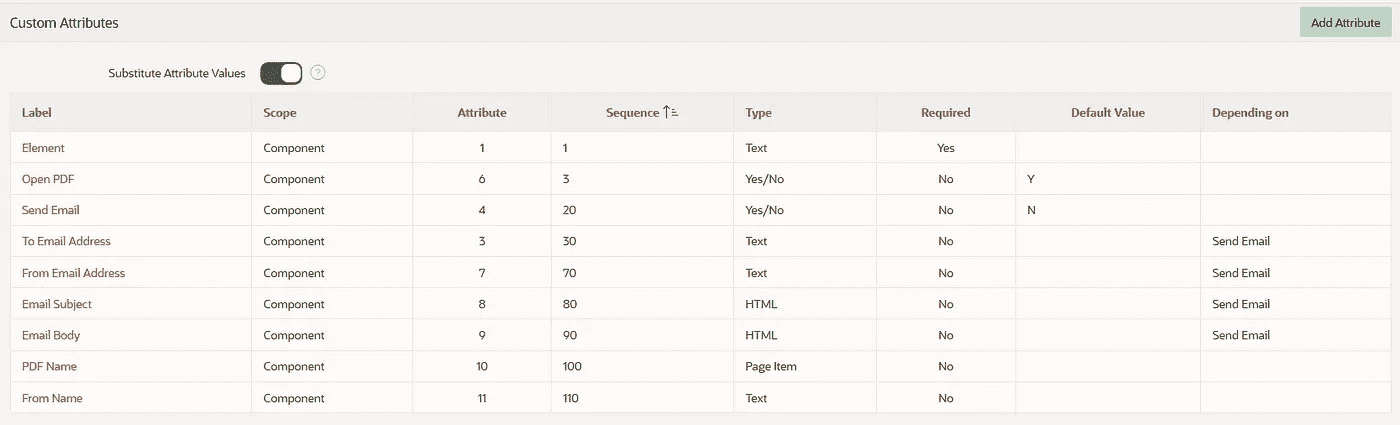 Custom Attributes Add Attribute
Substitute Attribute Values ?
Label Scope Attribute Sequence Type Required Default Value Depending on
Element Component 1 1 Text Yes
Open PDF Component 6 3 Yes/No No Y
Send Email Component 4 20 Yes/No No N
To Email Address Component 3 30 Text No Send Email
From Email Address Component 7 70 Text No Send Email
Email Subject Component 8 80 HTML No Send Email
Email Body Component 9 90 HTML No Send Email
PDF Name Component 10 100 Page Item No
From Name Component 11 110 Text No